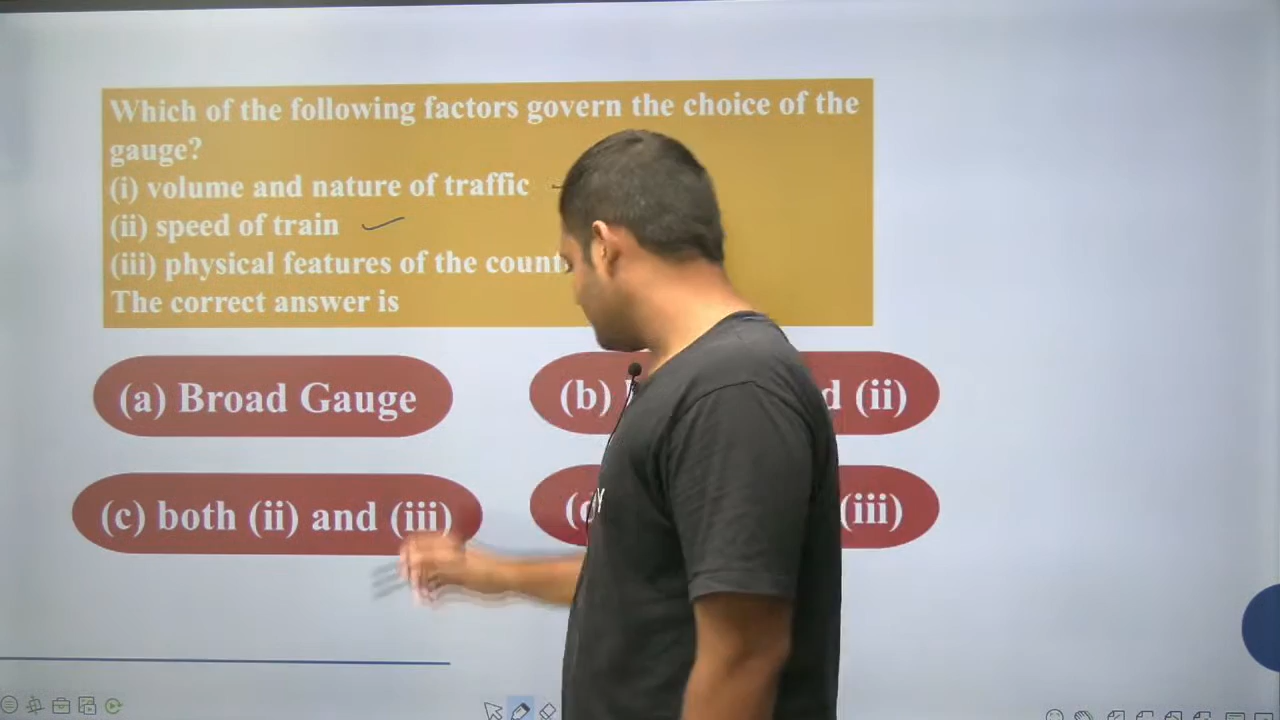 Which of the following factors govern the choice of the
gauge?
(i) volume and nature of traffic
(ii) speed of train
(iii) physical features of the
The correct answer is
(a) Broad Gauge
(b) (ii)
(c) both (ii) and (iii)
(iii)